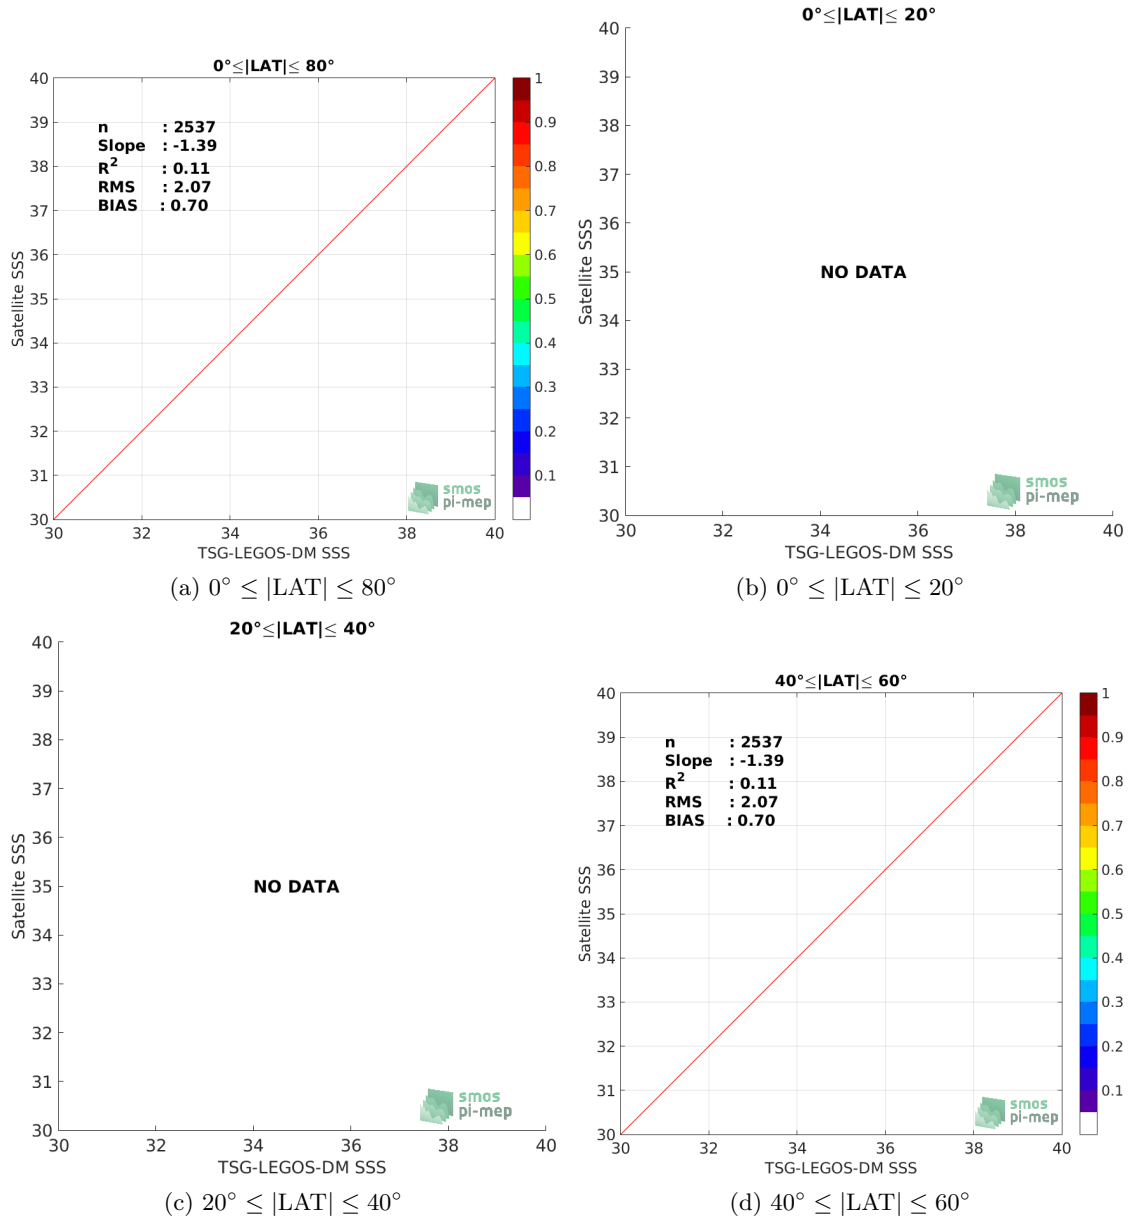 0°≤|LAT|≤ 80°
40
39
38
37
36
35
34
33
32
31
30
Satellite SSS
n : 2537
Slope : -1.39
R² : 0.11
RMS : 2.07
BIAS : 0.70
smos
pi-mep
30 32 34 36 38 40
TSG-LEGOS-DM SSS
1
0.9
0.8
0.7
0.6
0.5
0.4
0.3
0.2
0.1
(a) 0° ≤ |LAT| ≤ 80°
0°≤|LAT|≤ 20°
40
39
38
37
36
35
34
33
32
31
30
Satellite SSS
NO DATA
smos
pi-mep
30 32 34 36 38 40
TSG-LEGOS-DM SSS
(b) 0° ≤ |LAT| ≤ 20°
20°≤|LAT|≤ 40°
40
39
38
37
36
35
34
33
32
31
30
Satellite SSS
NO DATA
smos
pi-mep
30 32 34 36 38 40
TSG-LEGOS-DM SSS
(c) 20° ≤ |LAT| ≤ 40°
40°≤|LAT|≤ 60°
40
39
38
37
36
35
34
33
32
31
30
Satellite SSS
n : 2537
Slope : -1.39
R² : 0.11
RMS : 2.07
BIAS : 0.70
smos
pi-mep
30 32 34 36 38 40
TSG-LEGOS-DM SSS
1
0.9
0.8
0.7
0.6
0.5
0.4
0.3
0.2
0.1
(d) 40° ≤ |LAT| ≤ 60°